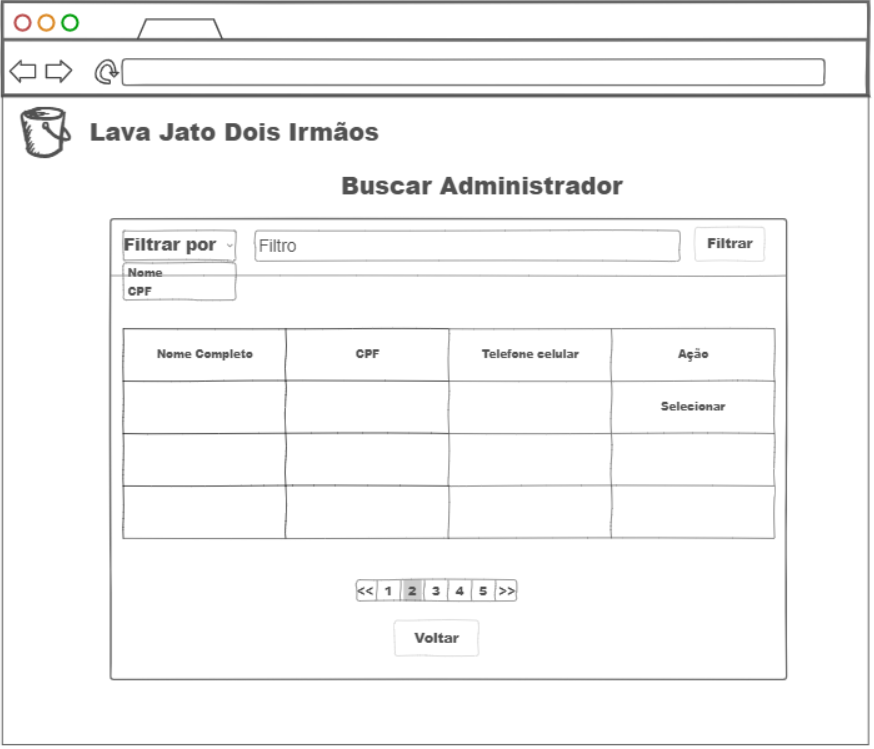 Lava Jato Dois Irmãos
Buscar Administrador
Filtrar por Filtro Filtrar
Nome
CPF
Nome Completo CPF Telefone celular Ação
Selecionar
<< 1 2 3 4 5 >>
Voltar